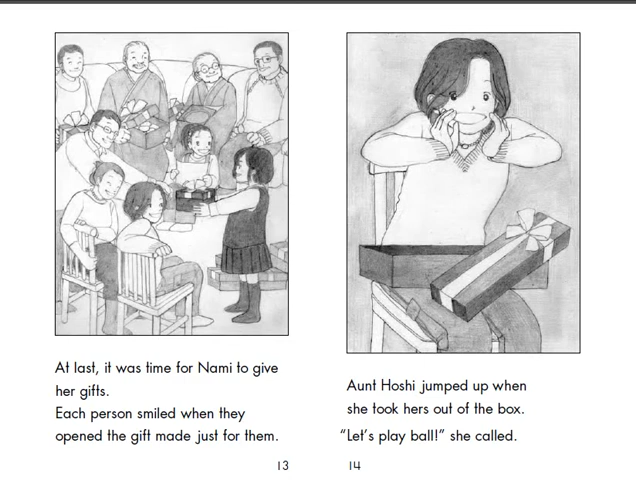 At last, it was time for Nami to give
her gifts.
Each person smiled when they
opened the gift made just for them.
13
Aunt Hoshi jumped up when
she took hers out of the box.
“Let’s play ball!” she called.
14